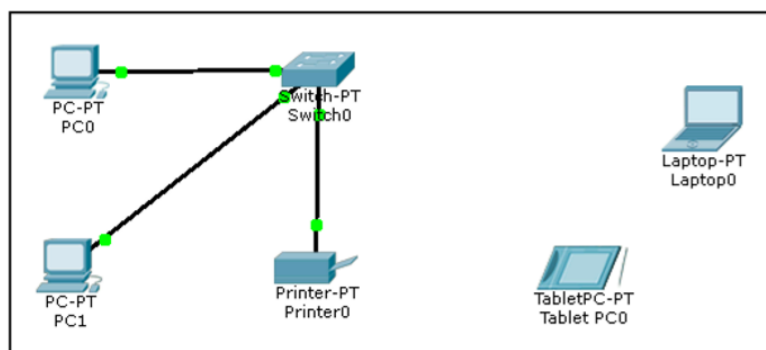 PC-PT
PC0
Switch-PT
Switch0
Laptop-PT
Laptop0
PC-PT
PC1
Printer-PT
Printer0
TabletPC-PT
Tablet PC0